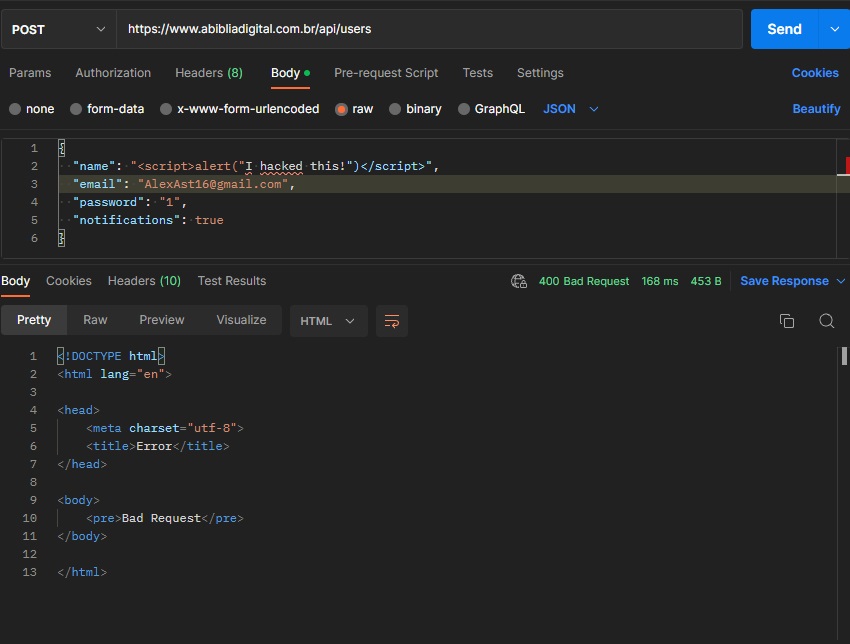 POST https://www.abibliadigital.com.br/api/users Send
Params Authorization Headers (8) Body Pre-request Script Tests Settings Cookies
none form-data x-www-form-urlencoded raw binary GraphQL JSON Beautify
1 {
2 "name": "<script>alert("I hacked this!")</script>",
3 "email": "AlexAst16@gmail.com",
4 "password": "1",
5 "notifications": true
6 }
Body Cookies Headers (10) Test Results 400 Bad Request 168 ms 453 B Save Response
Pretty Raw Preview Visualize HTML
1 <!DOCTYPE html>
2 <html lang="en">
3
4 <head>
5 <meta charset="utf-8">
6 <title>Error</title>
7 </head>
8
9 <body>
10 <pre>Bad Request</pre>
11 </body>
12
13 </html>